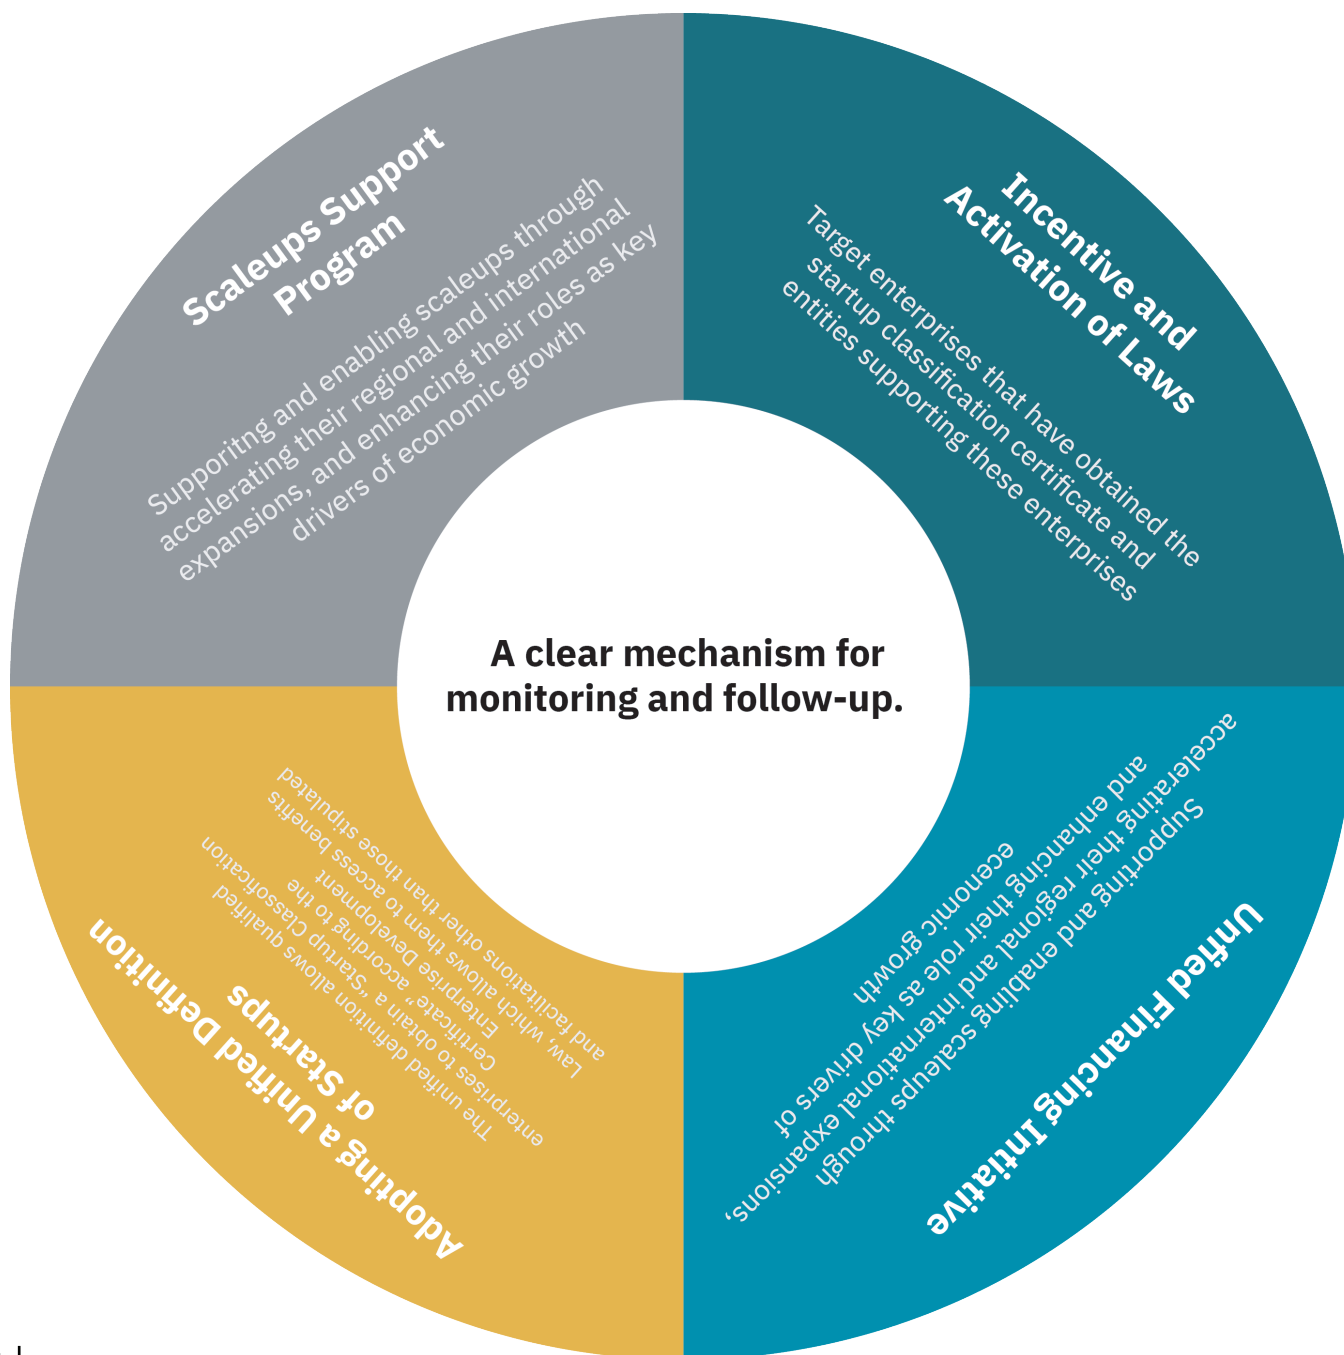 Scaleups Support
Program
Supporitng and enabling scaleups through
accelerating their regional and international
expansions, and enhancing their roles as key
drivers of economic growth
Incentive and
Activation of Laws
Target enterprises that have obtained the
startup classification certificate and
entities supporting these enterprises
A clear mechanism for
monitoring and follow-up.
Unfied Financing Intiative
Supporting and enabling scaleups through
accelerating their regional and international expansions,
and enhancing their role as key drivers of
economic growth
Adopting a Unified Definition
of Startups
The unified definition allows qualified
enterprises to obtain a “Startup Classofication
Certificate” according to the
Enterprise Development
Law, which allows them to access benefits
and facilitations other than those stipulated